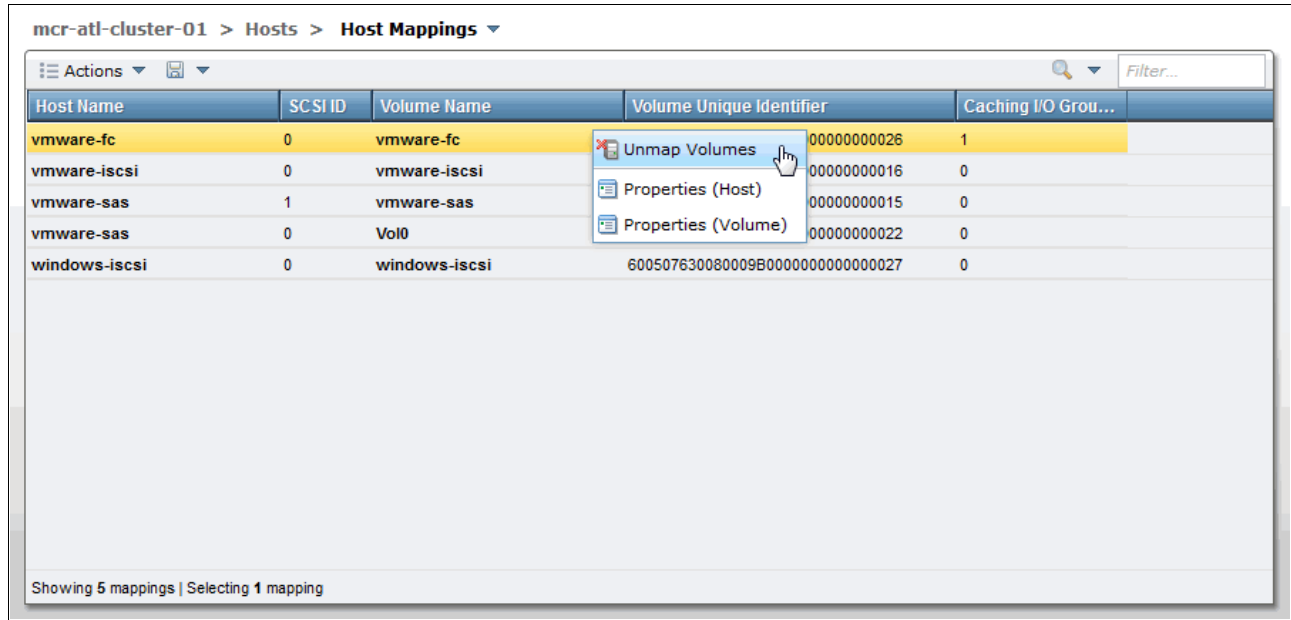 mcr-atl-cluster-01 > Hosts > Host Mappings
Actions Filter...
Host Name SCSI ID Volume Name Volume Unique Identifier Caching I/O Grou...
vmware-fc 0 vmware-fc 00000000026 1
vmware-iscsi 0 vmware-iscsi 00000000016 0
vmware-sas 1 vmware-sas 00000000015 0
vmware-sas 0 Vol0 00000000022 0
windows-iscsi 0 windows-iscsi 600507630080009B0000000000000027 0
Unmap Volumes
Properties (Host)
Properties (Volume)
Showing 5 mappings | Selecting 1 mapping